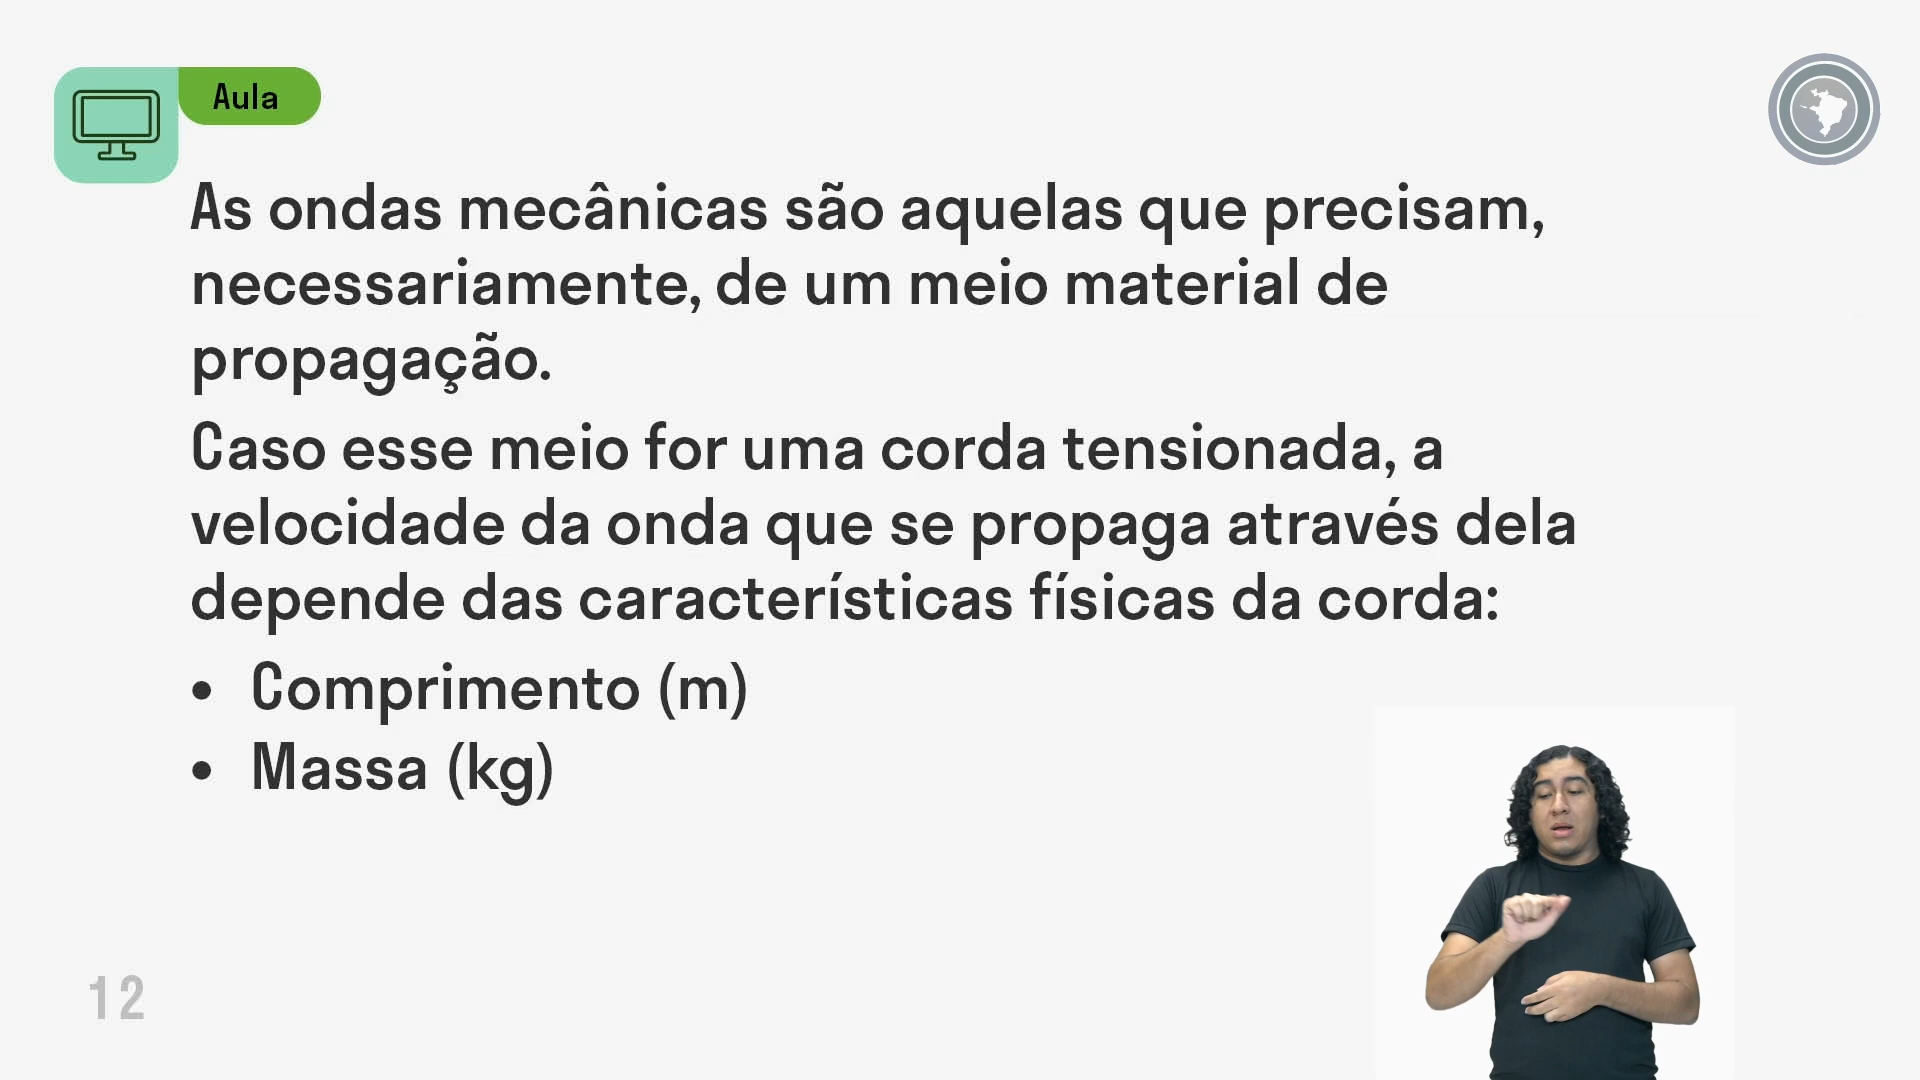 Aula
As ondas mecânicas são aquelas que precisam,
necessariamente, de um meio material de
propagação.
Caso esse meio for uma corda tensionada, a
velocidade da onda que se propaga através dela
depende das características físicas da corda:
• Comprimento (m)
• Massa (kg)
12